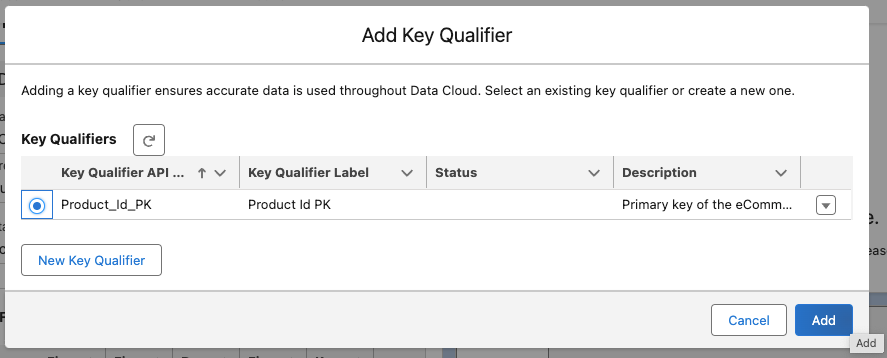 Add Key Qualifier
Adding a key qualifier ensures accurate data is used throughout Data Cloud. Select an existing key qualifier or create a new one.
Key Qualifiers
Key Qualifier API ... Key Qualifier Label Status Description
Product_Id_PK Product Id PK Primary key of the eComm...
New Key Qualifier
Cancel Add
Add